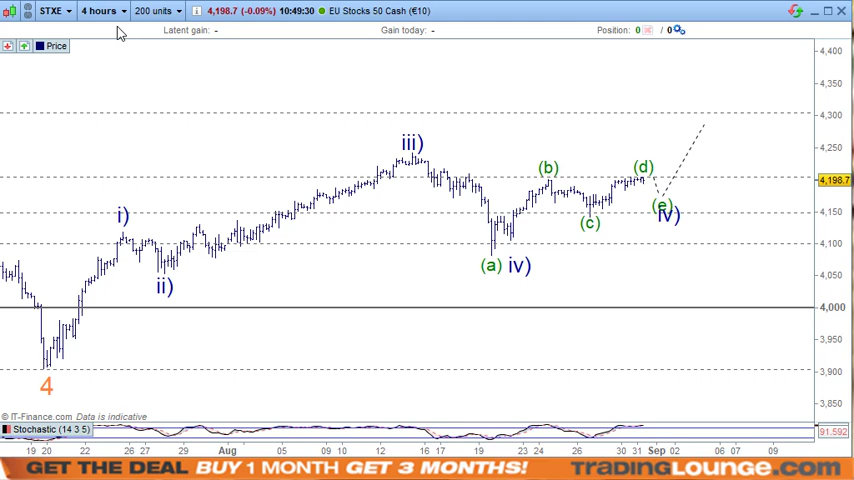 STXE 4 hours 200 units i 4,198.7 (-0.09%) 10:49:30 EU Stocks 50 Cash (€10)
Latent gain: - Gain today: - Position: 0 / 0
Price
4,400
4,350
4,300
4,250
4,198.7
4,150
4,100
4,050
4,000
3,900
3,850
iii)
(b)
(d)
i)
(c)
(e)
iv)
ii)
(a)
iv)
4
© IT-Finance.com Data is indicative
Stochastic (14 3 5)
91.592
19 20 26 27 Aug 05 09 10 12 16 17 19 23 24 26 30 31 Sep 02 06 07 09
GET THE DEAL BUY 1 MONTH GET 3 MONTHS! TRADINGLOUNGE.COM